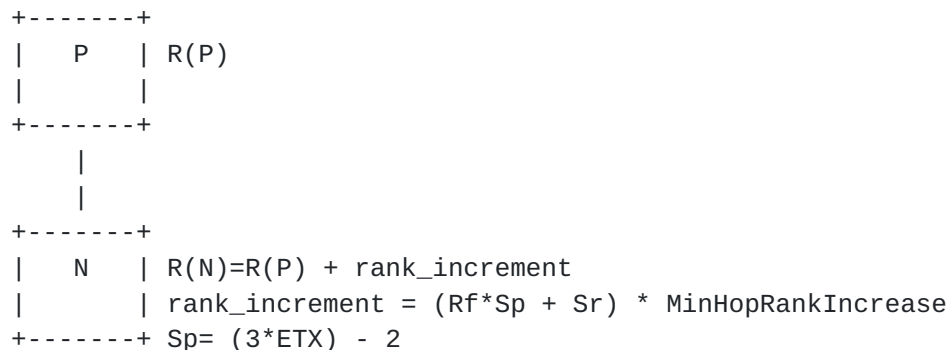 +-------+
|   P   | R(P)
|       |
+-------+
    |
    |
+-------+
|   N   | R(N)=R(P) + rank_increment
|       | rank_increment = (Rf*Sp + Sr) * MinHopRankIncrease
+-------+ Sp= (3*ETX) - 2